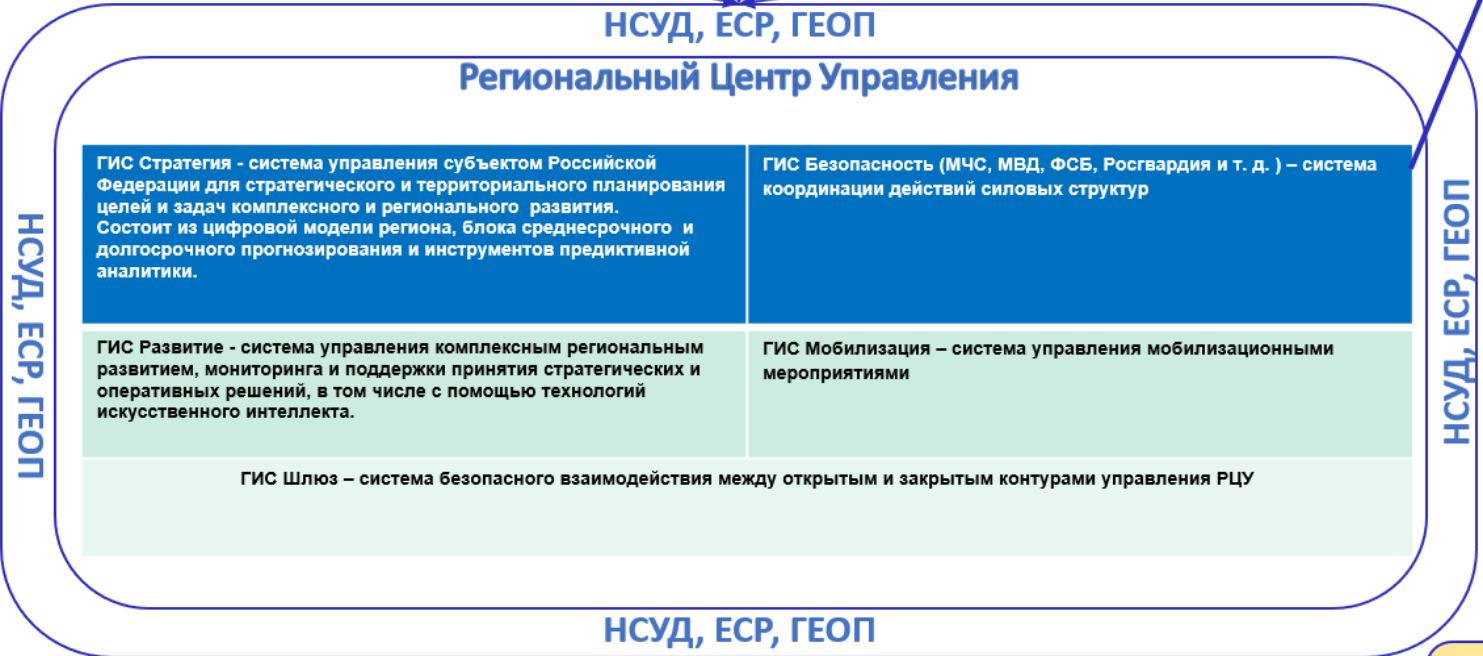 НСУД, ЕСР, ГЕОП
Региональный Центр Управления
ГИС Стратегия - система управления субъектом Российской
Федерации для стратегического и территориального планирования
целей и задач комплексного и регионального развития.
Состоит из цифровой модели региона, блока среднесрочного и
долгосрочного прогнозирования и инструментов предиктивной
аналитики.
ГИС Безопасность (МЧС, МВД, ФСБ, Росгвардия и т. д. ) – система
координации действий силовых структур
ГИС Развитие - система управления комплексным региональным
развитием, мониторинга и поддержки принятия стратегических и
оперативных решений, в том числе с помощью технологий
искусственного интеллекта.
ГИС Мобилизация – система управления мобилизационными
мероприятиями
ГИС Шлюз – система безопасного взаимодействия между открытым и закрытым контурами управления РЦУ
НСУД, ЕСР, ГЕОП
НСУД, ЕСР, ГЕОП
НСУД, ЕСР, ГЕОП